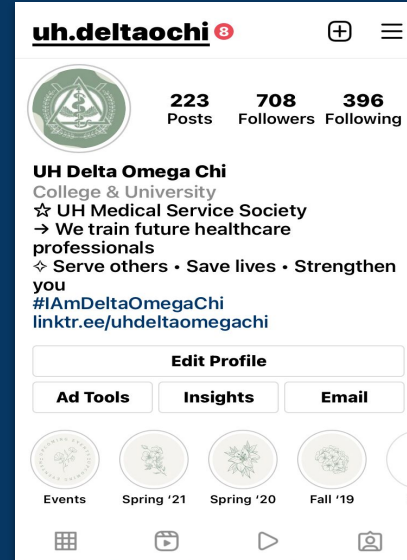 uh.deltaochi 8
223 708 396
Posts Followers Following
UH Delta Omega Chi
College & University
☆ UH Medical Service Society
→ We train future healthcare
professionals
✧ Serve others • Save lives • Strengthen
you
#IAmDeltaOmegaChi
linktr.ee/uhdeltaomegachi
Edit Profile
Ad Tools Insights Email
Events Spring '21 Spring '20 Fall '19